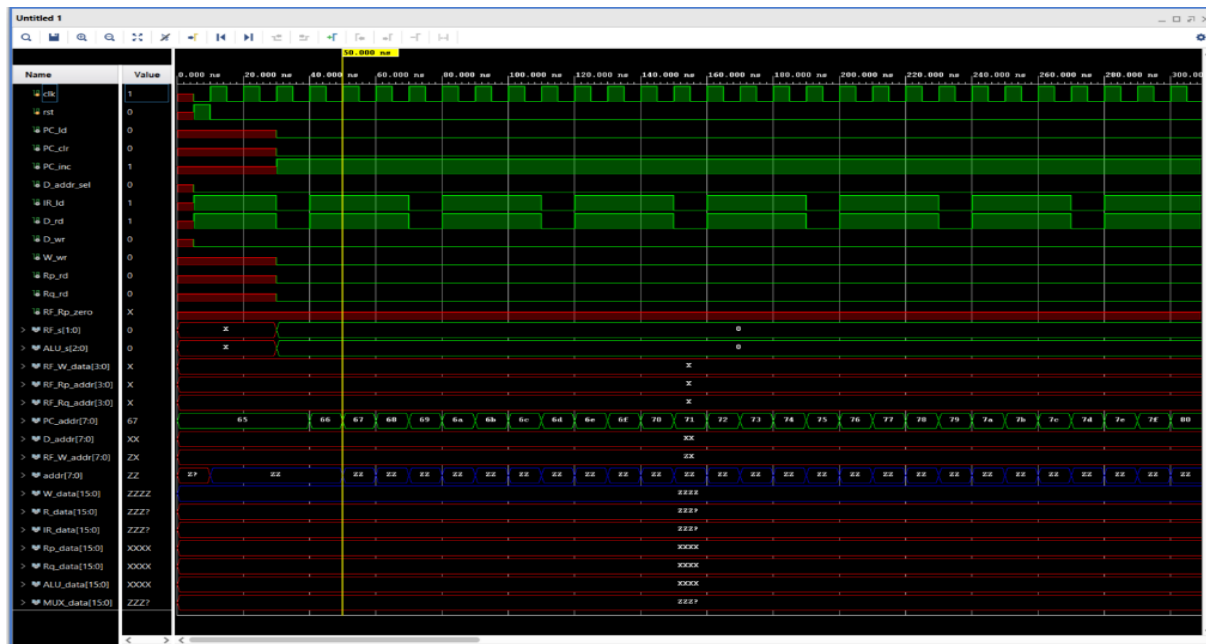 Untitled 1
50.000 ns
Name Value 0.000 ns 20.000 ns 40.000 ns 60.000 ns 80.000 ns 100.000 ns 120.000 ns 140.000 ns 160.000 ns 180.000 ns 200.000 ns 220.000 ns 240.000 ns 260.000 ns 280.000 ns 300.00
clk 1
rst 0
PC_ld 0
PC_clr 0
PC_inc 1
D_addr_sel 0
IR_ld 1
D_rd 1
D_wr 0
W_wr 0
Rp_rd 0
Rq_rd 0
RF_Rp_zero X
> RF_s[1:0] 0 X 0
> ALU_s[2:0] 0 X 0
> RF_W_data[3:0] X X
> RF_Rp_addr[3:0] X X
> RF_Rq_addr[3:0] X X
> PC_addr[7:0] 67 65 66 67 68 69 6a 6b 6c 6d 6e 6f 70 71 72 73 74 75 76 77 78 79 7a 7b 7c 7d 7e 7f 80
> D_addr[7:0] XX XX
> RF_W_addr[7:0] ZX ZX
> addr[7:0] ZZ Z? ZZ ZZ ZZ ZZ ZZ ZZ ZZ ZZ ZZ ZZ ZZ ZZ ZZ ZZ ZZ ZZ ZZ ZZ ZZ ZZ ZZ ZZ ZZ ZZ ZZ ZZ ZZ
> W_data[15:0] ZZZZ ZZZZ
> R_data[15:0] ZZZ? ZZZ?
> IR_data[15:0] ZZZ? ZZZ?
> Rp_data[15:0] XXXX XXXX
> Rq_data[15:0] XXXX XXXX
> ALU_data[15:0] XXXX XXXX
> MUX_data[15:0] ZZZ? ZZZ?